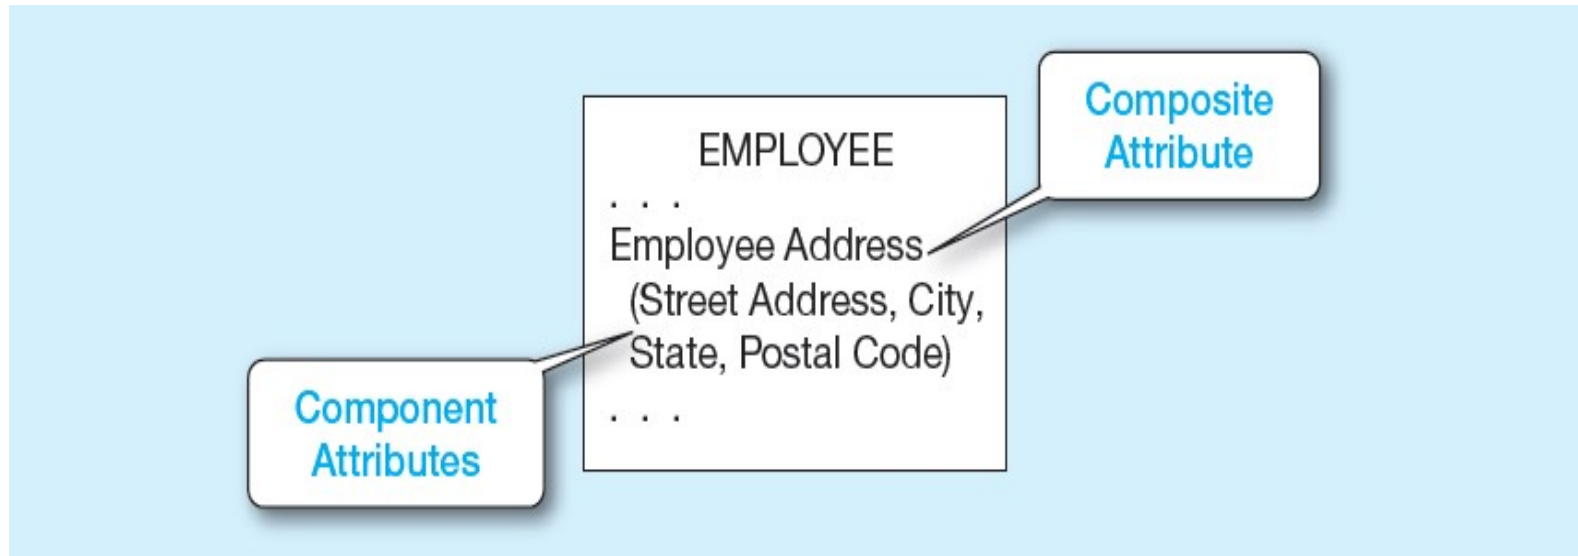 Composite
Attribute
EMPLOYEE
. . .
Employee Address
(Street Address, City,
State, Postal Code)
. . .
Component
Attributes